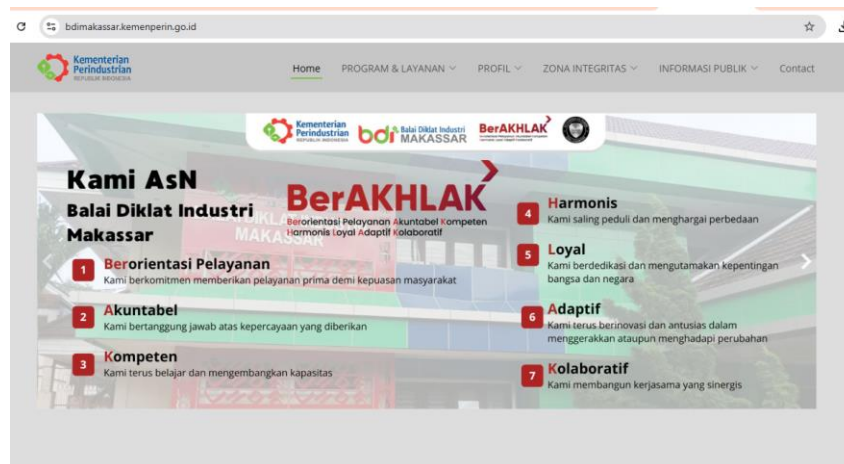 bdimakassar.kemenperin.go.id
Kementerian
Perindustrian
REPUBLIK INDONESIA
Home PROGRAM & LAYANAN PROFIL ZONA INTEGRITAS INFORMASI PUBLIK Contact
Kementerian
Perindustrian
REPUBLIK INDONESIA
bdi Balai Diklat Industri
MAKASSAR
BerAKHLAK
Kami AsN
Balai Diklat Industri
Makassar
BerAKHLAK
Berorientasi Pelayanan Akuntabel Kompeten
Harmonis Loyal Adaptif Kolaboratif
MAKASSAR
1 Berorientasi Pelayanan
Kami berkomitmen memberikan pelayanan prima demi kepuasan masyarakat
2 Akuntabel
Kami bertanggung jawab atas kepercayaan yang diberikan
3 Kompeten
Kami terus belajar dan mengembangkan kapasitas
4 Harmonis
Kami saling peduli dan menghargai perbedaan
5 Loyal
Kami berdedikasi dan mengutamakan kepentingan
bangsa dan negara
6 Adaptif
Kami terus berinovasi dan antusias dalam
menggerakkan ataupun menghadapi perubahan
7 Kolaboratif
Kami membangun kerjasama yang sinergis